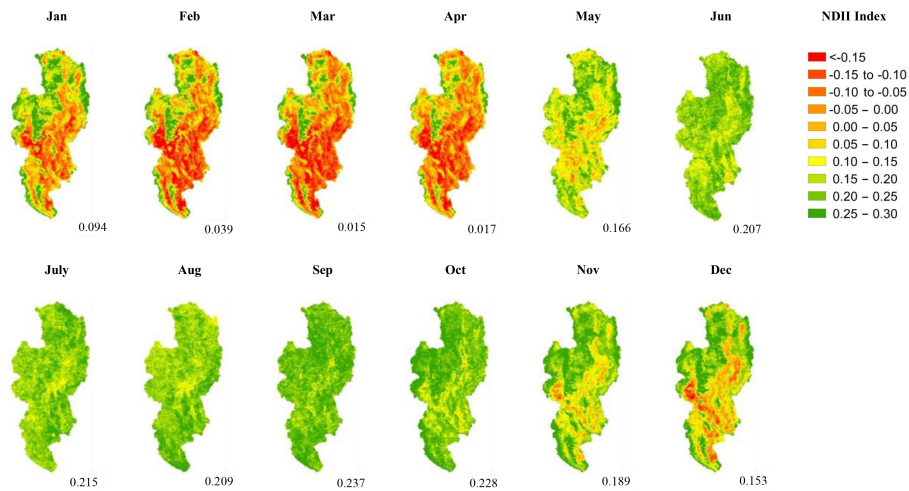 Jan Feb Mar Apr May Jun NDII Index
<-0.15
-0.15 to -0.10
-0.10 to -0.05
-0.05 – 0.00
0.00 – 0.05
0.05 – 0.10
0.10 – 0.15
0.15 – 0.20
0.20 – 0.25
0.25 – 0.30
0.094 0.039 0.015 0.017 0.166 0.207
July Aug Sep Oct Nov Dec
0.215 0.209 0.237 0.228 0.189 0.153